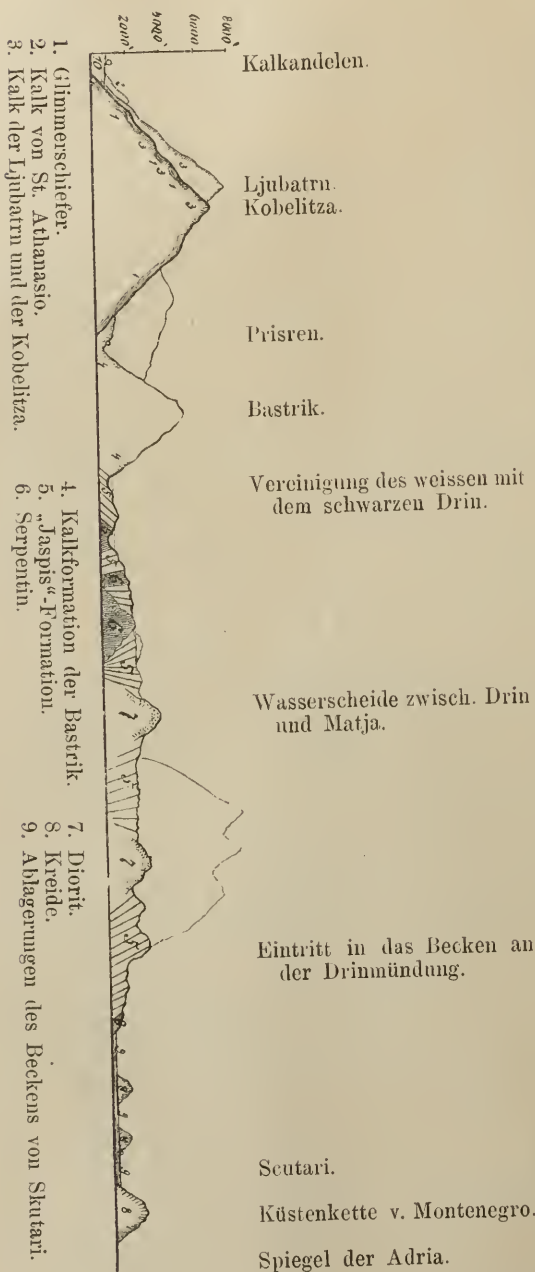 2000' 4000' 6000' 8000'
Kalkandelen.
Ljubatrn.
Kobelitza.
Prisren.
Bastrik.
Vereinigung des weissen mit
dem schwarzen Drin.
Wasserscheide zwisch. Drin
und Matja.
Eintritt in das Becken an
der Drinmündung.
Scutari.
Küstenkette v. Montenegro.
Spiegel der Adria.
1. Glimmerschiefer.
2. Kalk von St. Athanasio.
3. Kalk der Ljubatrn und der Kobelitza.
4. Kalkformation der Bastrik.
5. „Jaspis“-Formation.
6. Serpentin.
7. Diorit.
8. Kreide.
9. Ablagerungen des Beckens von Skutari.